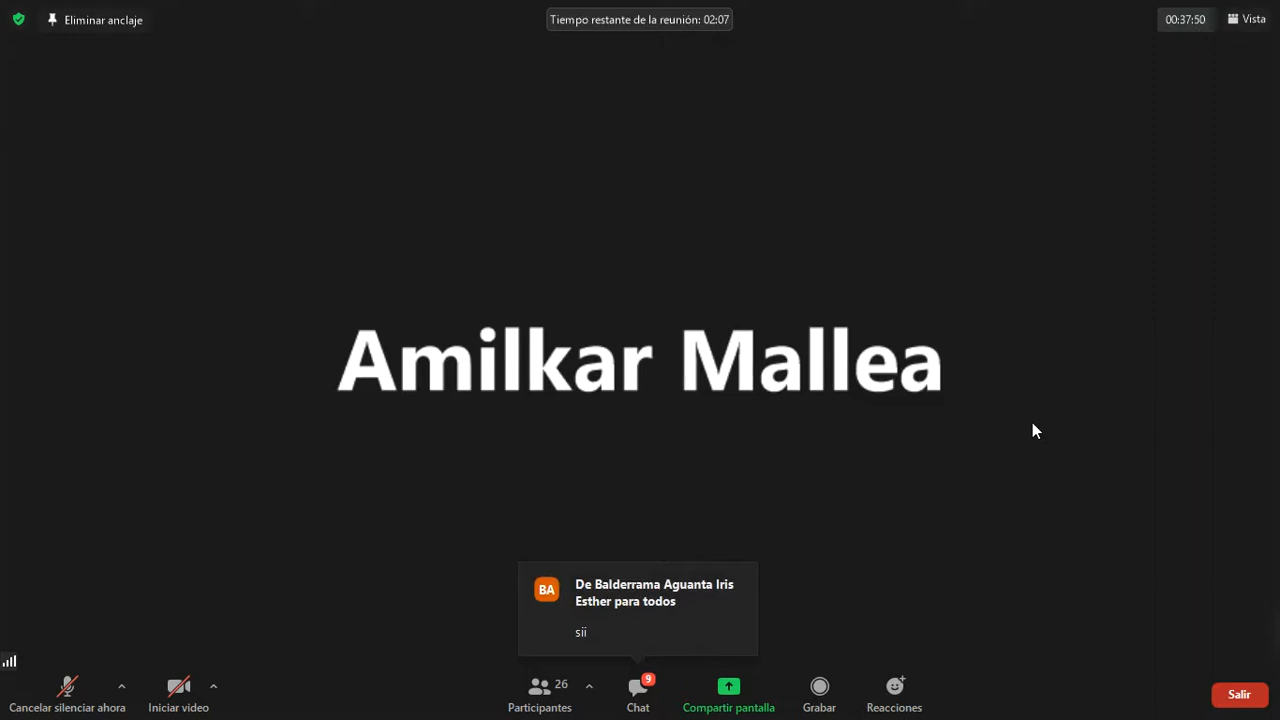 Eliminar anclaje
Tiempo restante de la reunión: 02:07
00:37:50
Vista
Amilkar Mallea
BA
De Balderrama Aguanta Iris
Esther para todos
sii
Cancelar silenciar ahora
Iniciar video
26
Participantes
9
Chat
Compartir pantalla
Grabar
Reacciones
Salir